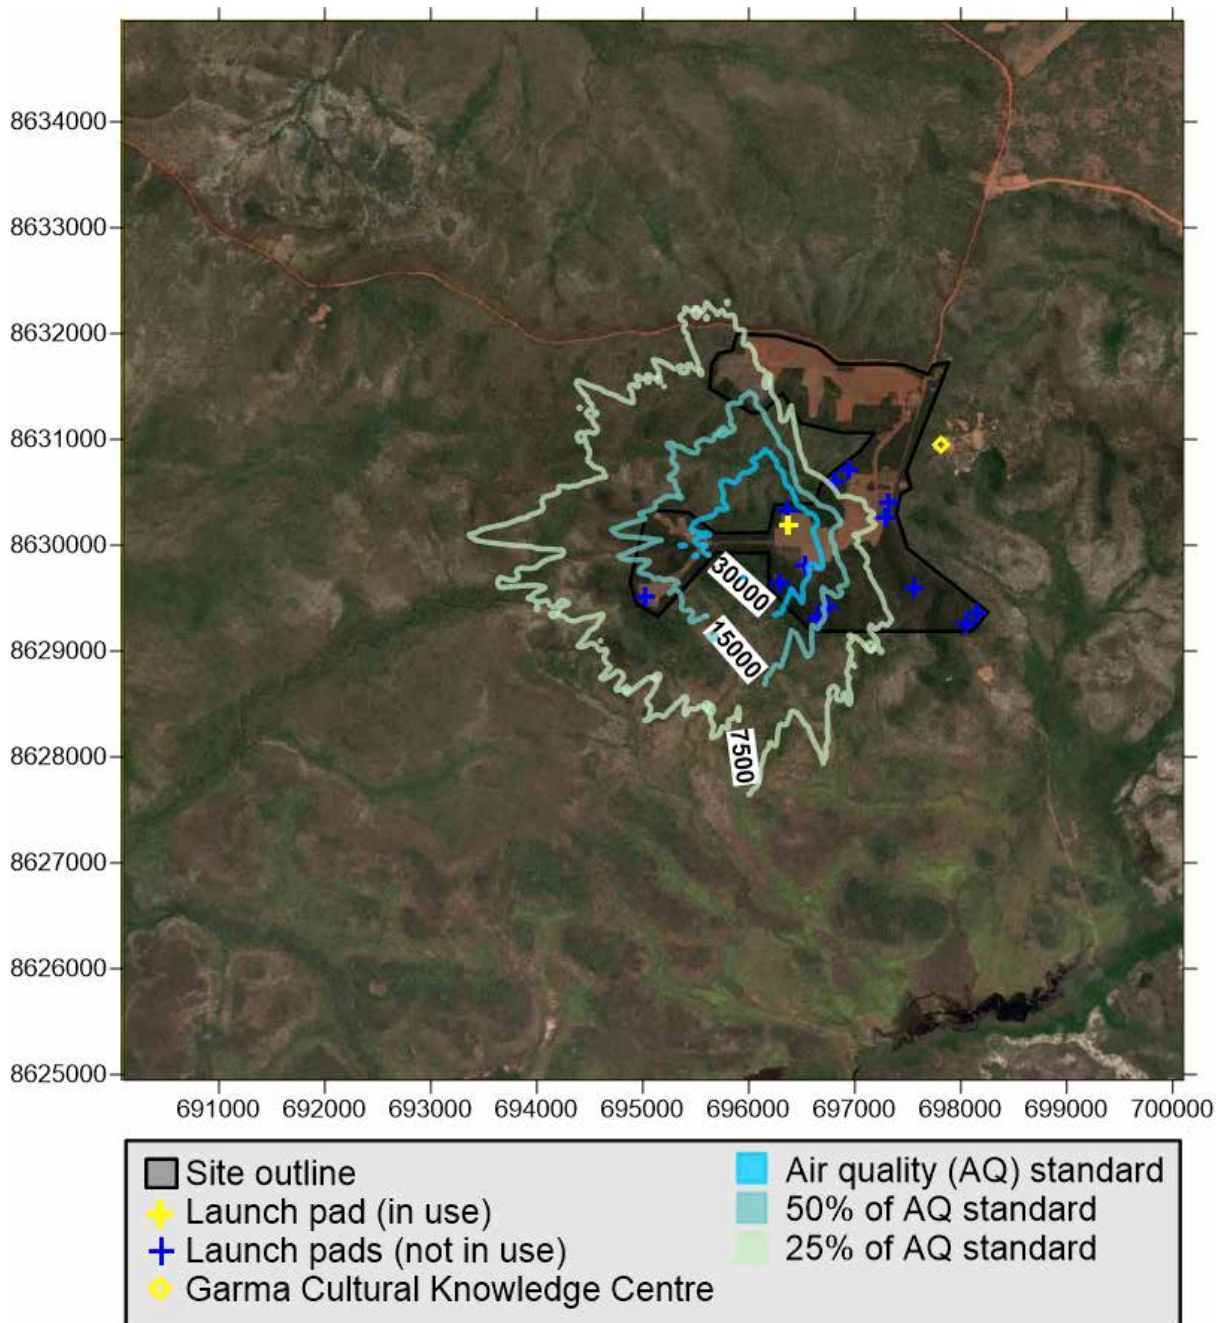 8634000
8633000
8632000
8631000
8630000
8629000
8628000
8627000
8626000
8625000
30000
15000
7500
691000 692000 693000 694000 695000 696000 697000 698000 699000 700000
Site outline
Launch pad (in use)
Launch pads (not in use)
Garma Cultural Knowledge Centre
Air quality (AQ) standard
50% of AQ standard
25% of AQ standard